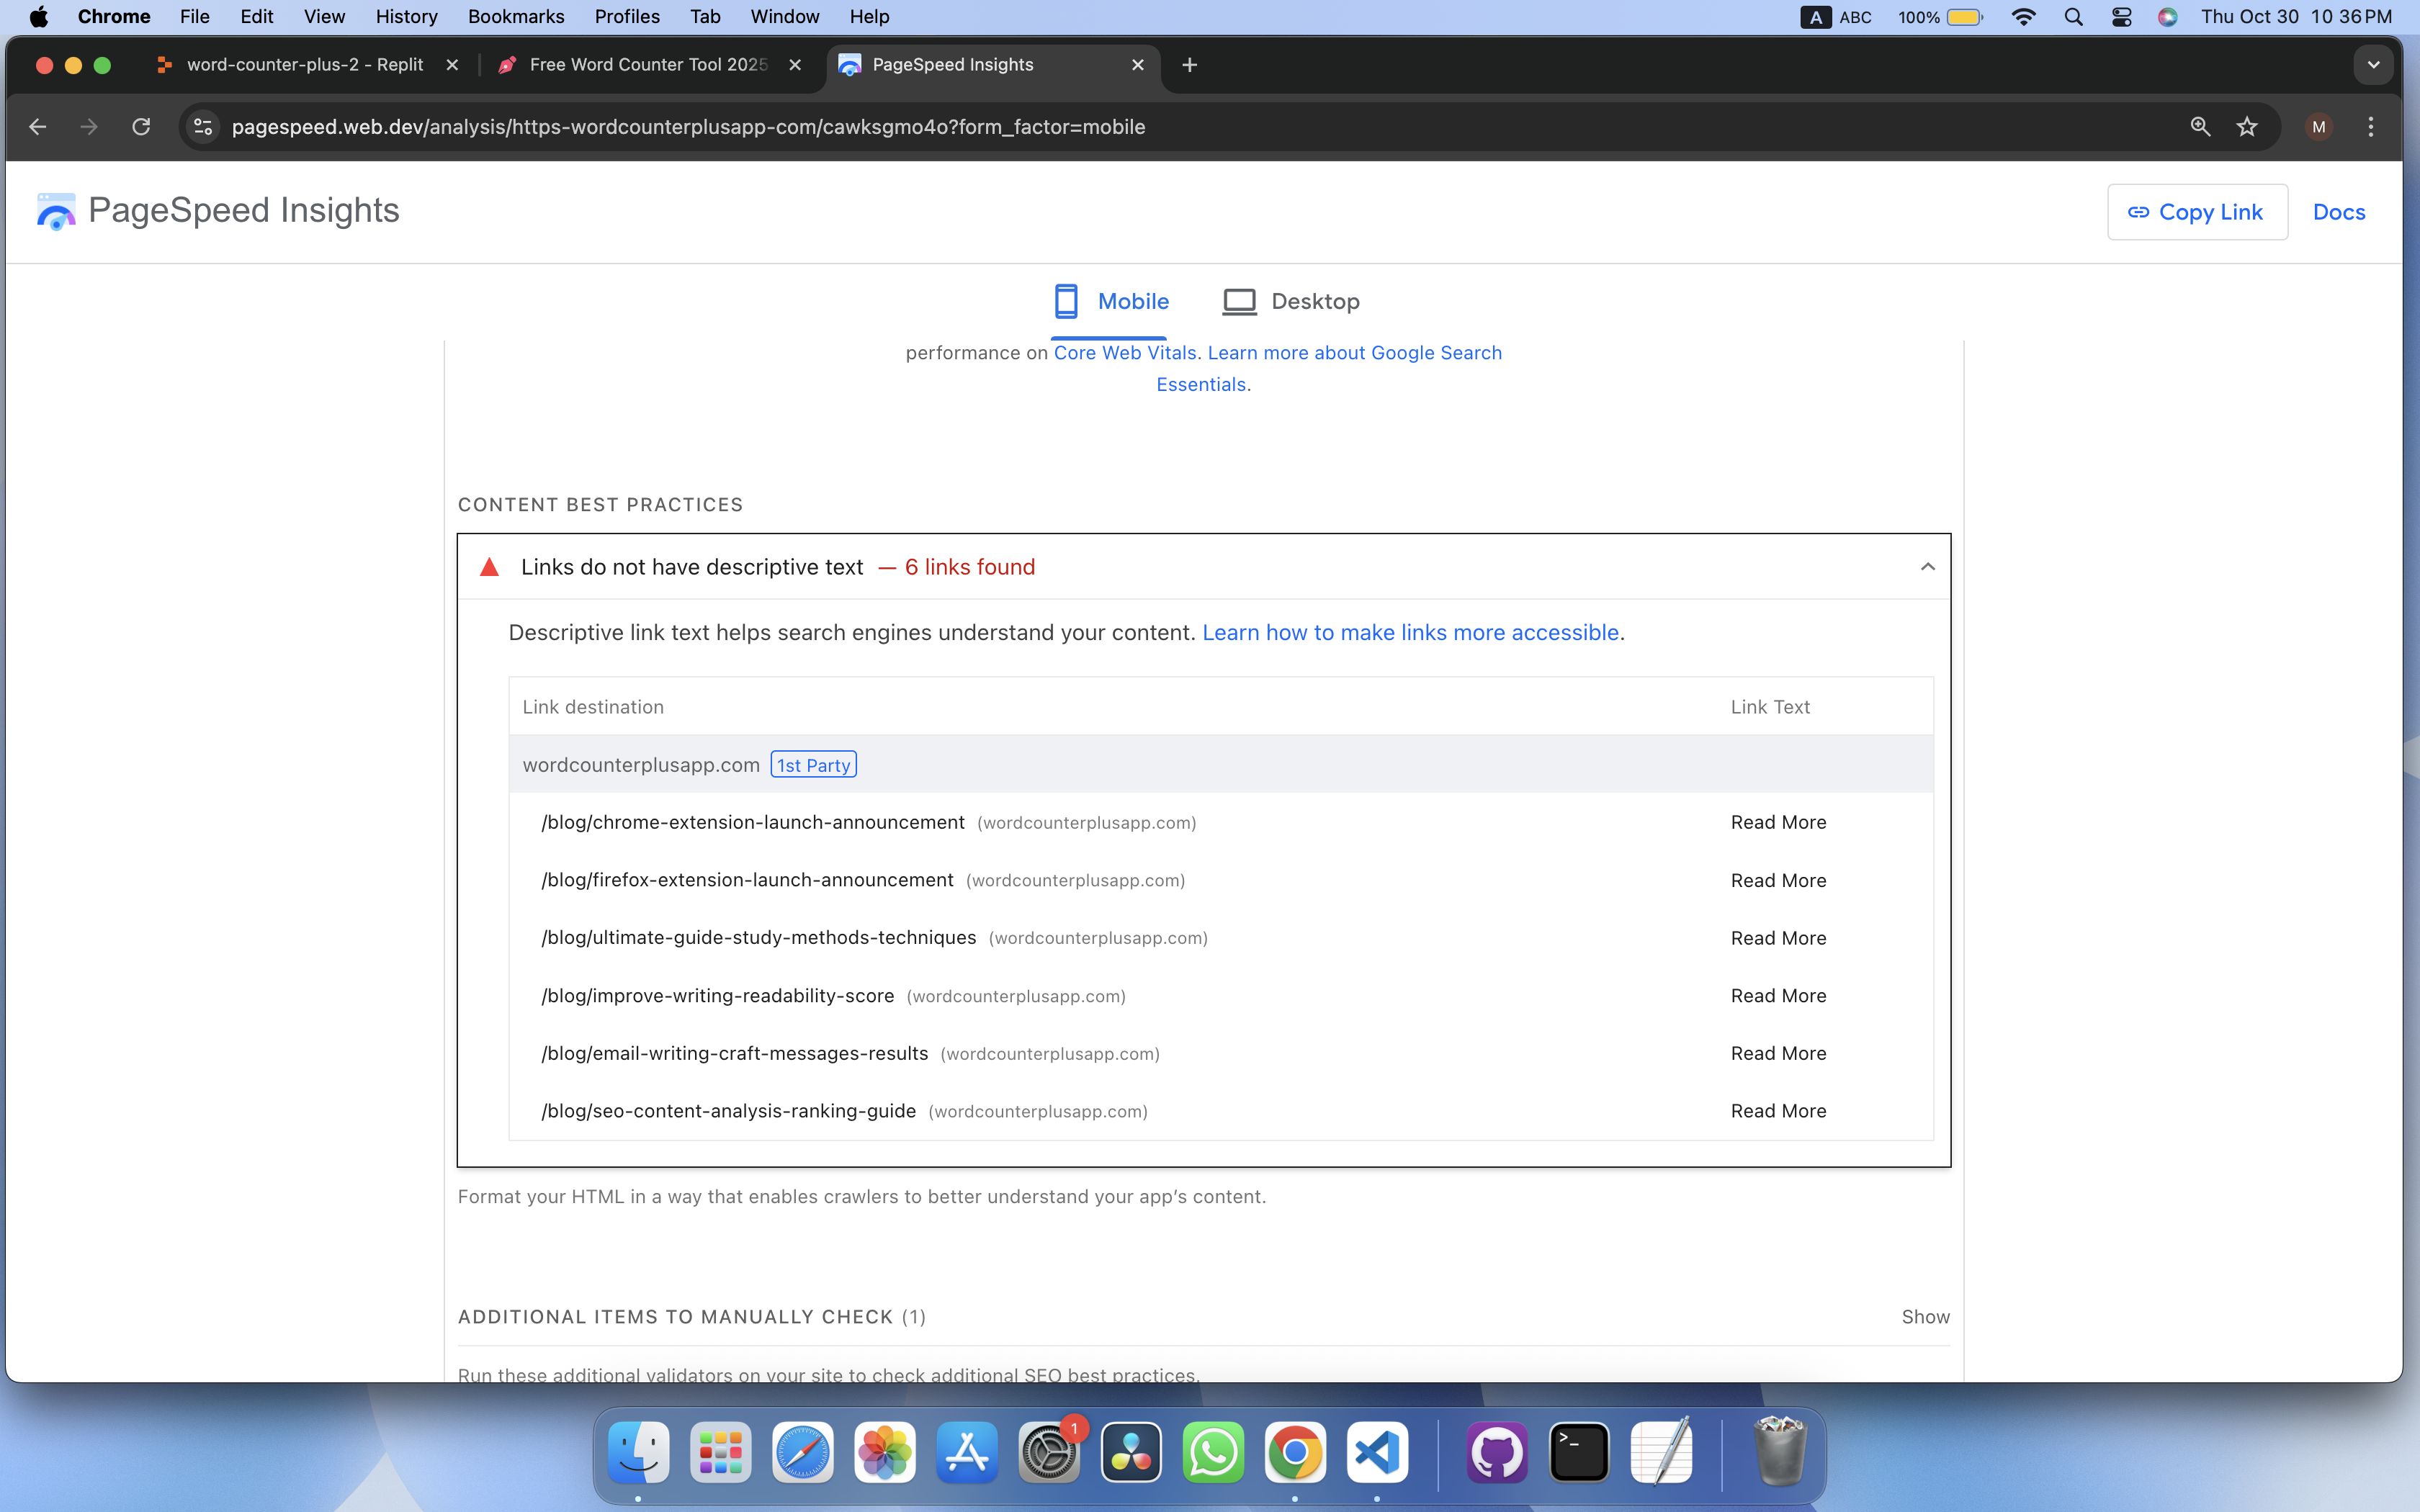 Chrome File Edit View History Bookmarks Profiles Tab Window Help A ABC 100% Thu Oct 30 10 36 PM
word-counter-plus-2 - Replit Free Word Counter Tool 2025 PageSpeed Insights
pagespeed.web.dev/analysis/https-wordcounterplusapp-com/cawksgmo4o?form_factor=mobile M
PageSpeed Insights Copy Link Docs
Mobile Desktop
performance on Core Web Vitals. Learn more about Google Search
Essentials.
CONTENT BEST PRACTICES
Links do not have descriptive text — 6 links found
Descriptive link text helps search engines understand your content. Learn how to make links more accessible.
Link destination Link Text
wordcounterplusapp.com 1st Party
/blog/chrome-extension-launch-announcement (wordcounterplusapp.com) Read More
/blog/firefox-extension-launch-announcement (wordcounterplusapp.com) Read More
/blog/ultimate-guide-study-methods-techniques (wordcounterplusapp.com) Read More
/blog/improve-writing-readability-score (wordcounterplusapp.com) Read More
/blog/email-writing-craft-messages-results (wordcounterplusapp.com) Read More
/blog/seo-content-analysis-ranking-guide (wordcounterplusapp.com) Read More
Format your HTML in a way that enables crawlers to better understand your app’s content.
ADDITIONAL ITEMS TO MANUALLY CHECK (1) Show
Run these additional validators on your site to check additional SEO best practices.
1
>_